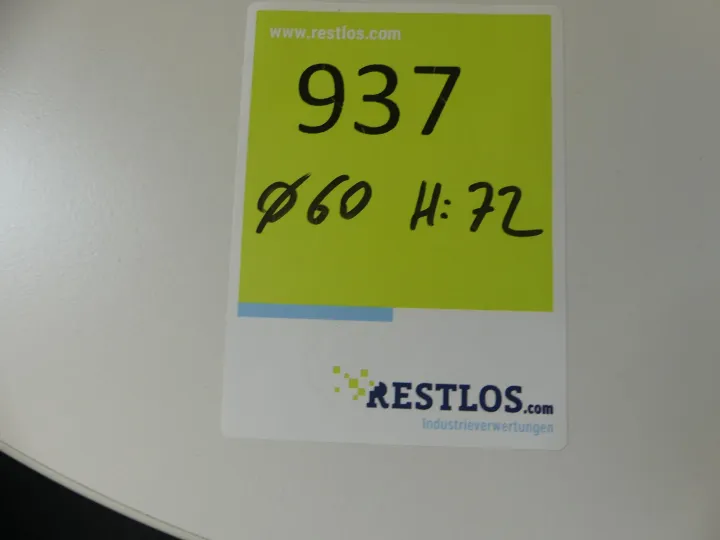 www.restlos.com
937
Ø60 H: 72
RESTLOS.com
Industrieverwertungen